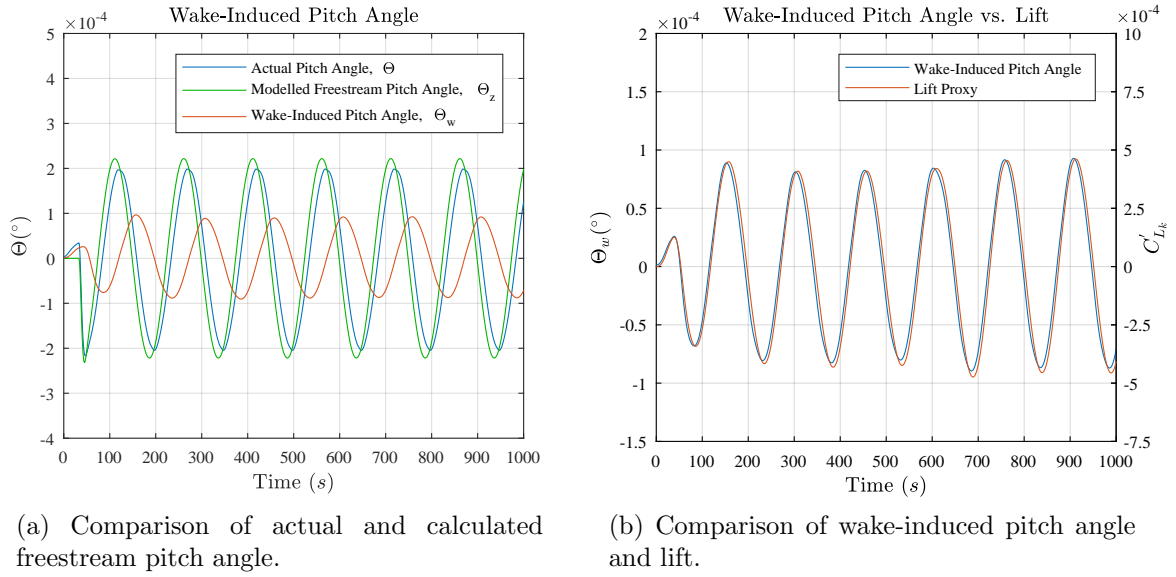 Wake-Induced Pitch Angle
×10-4
5
4
3
2
1
0
-1
-2
-3
-4
Θ(°)
Actual Pitch Angle, Θ
Modelled Freestream Pitch Angle, Θz
Wake-Induced Pitch Angle, Θw
0 100 200 300 400 500 600 700 800 900 1000
Time (s)
(a) Comparison of actual and calculated
freestream pitch angle.
Wake-Induced Pitch Angle vs. Lift
×10-4
2
1.5
1
0.5
0
-0.5
-1
-1.5
Θw(°)
Wake-Induced Pitch Angle
Lift Proxy
×10-4
10
7.5
5
2.5
0
-2.5
-5
-7.5
C'Lk
0 100 200 300 400 500 600 700 800 900 1000
Time (s)
(b) Comparison of wake-induced pitch angle
and lift.